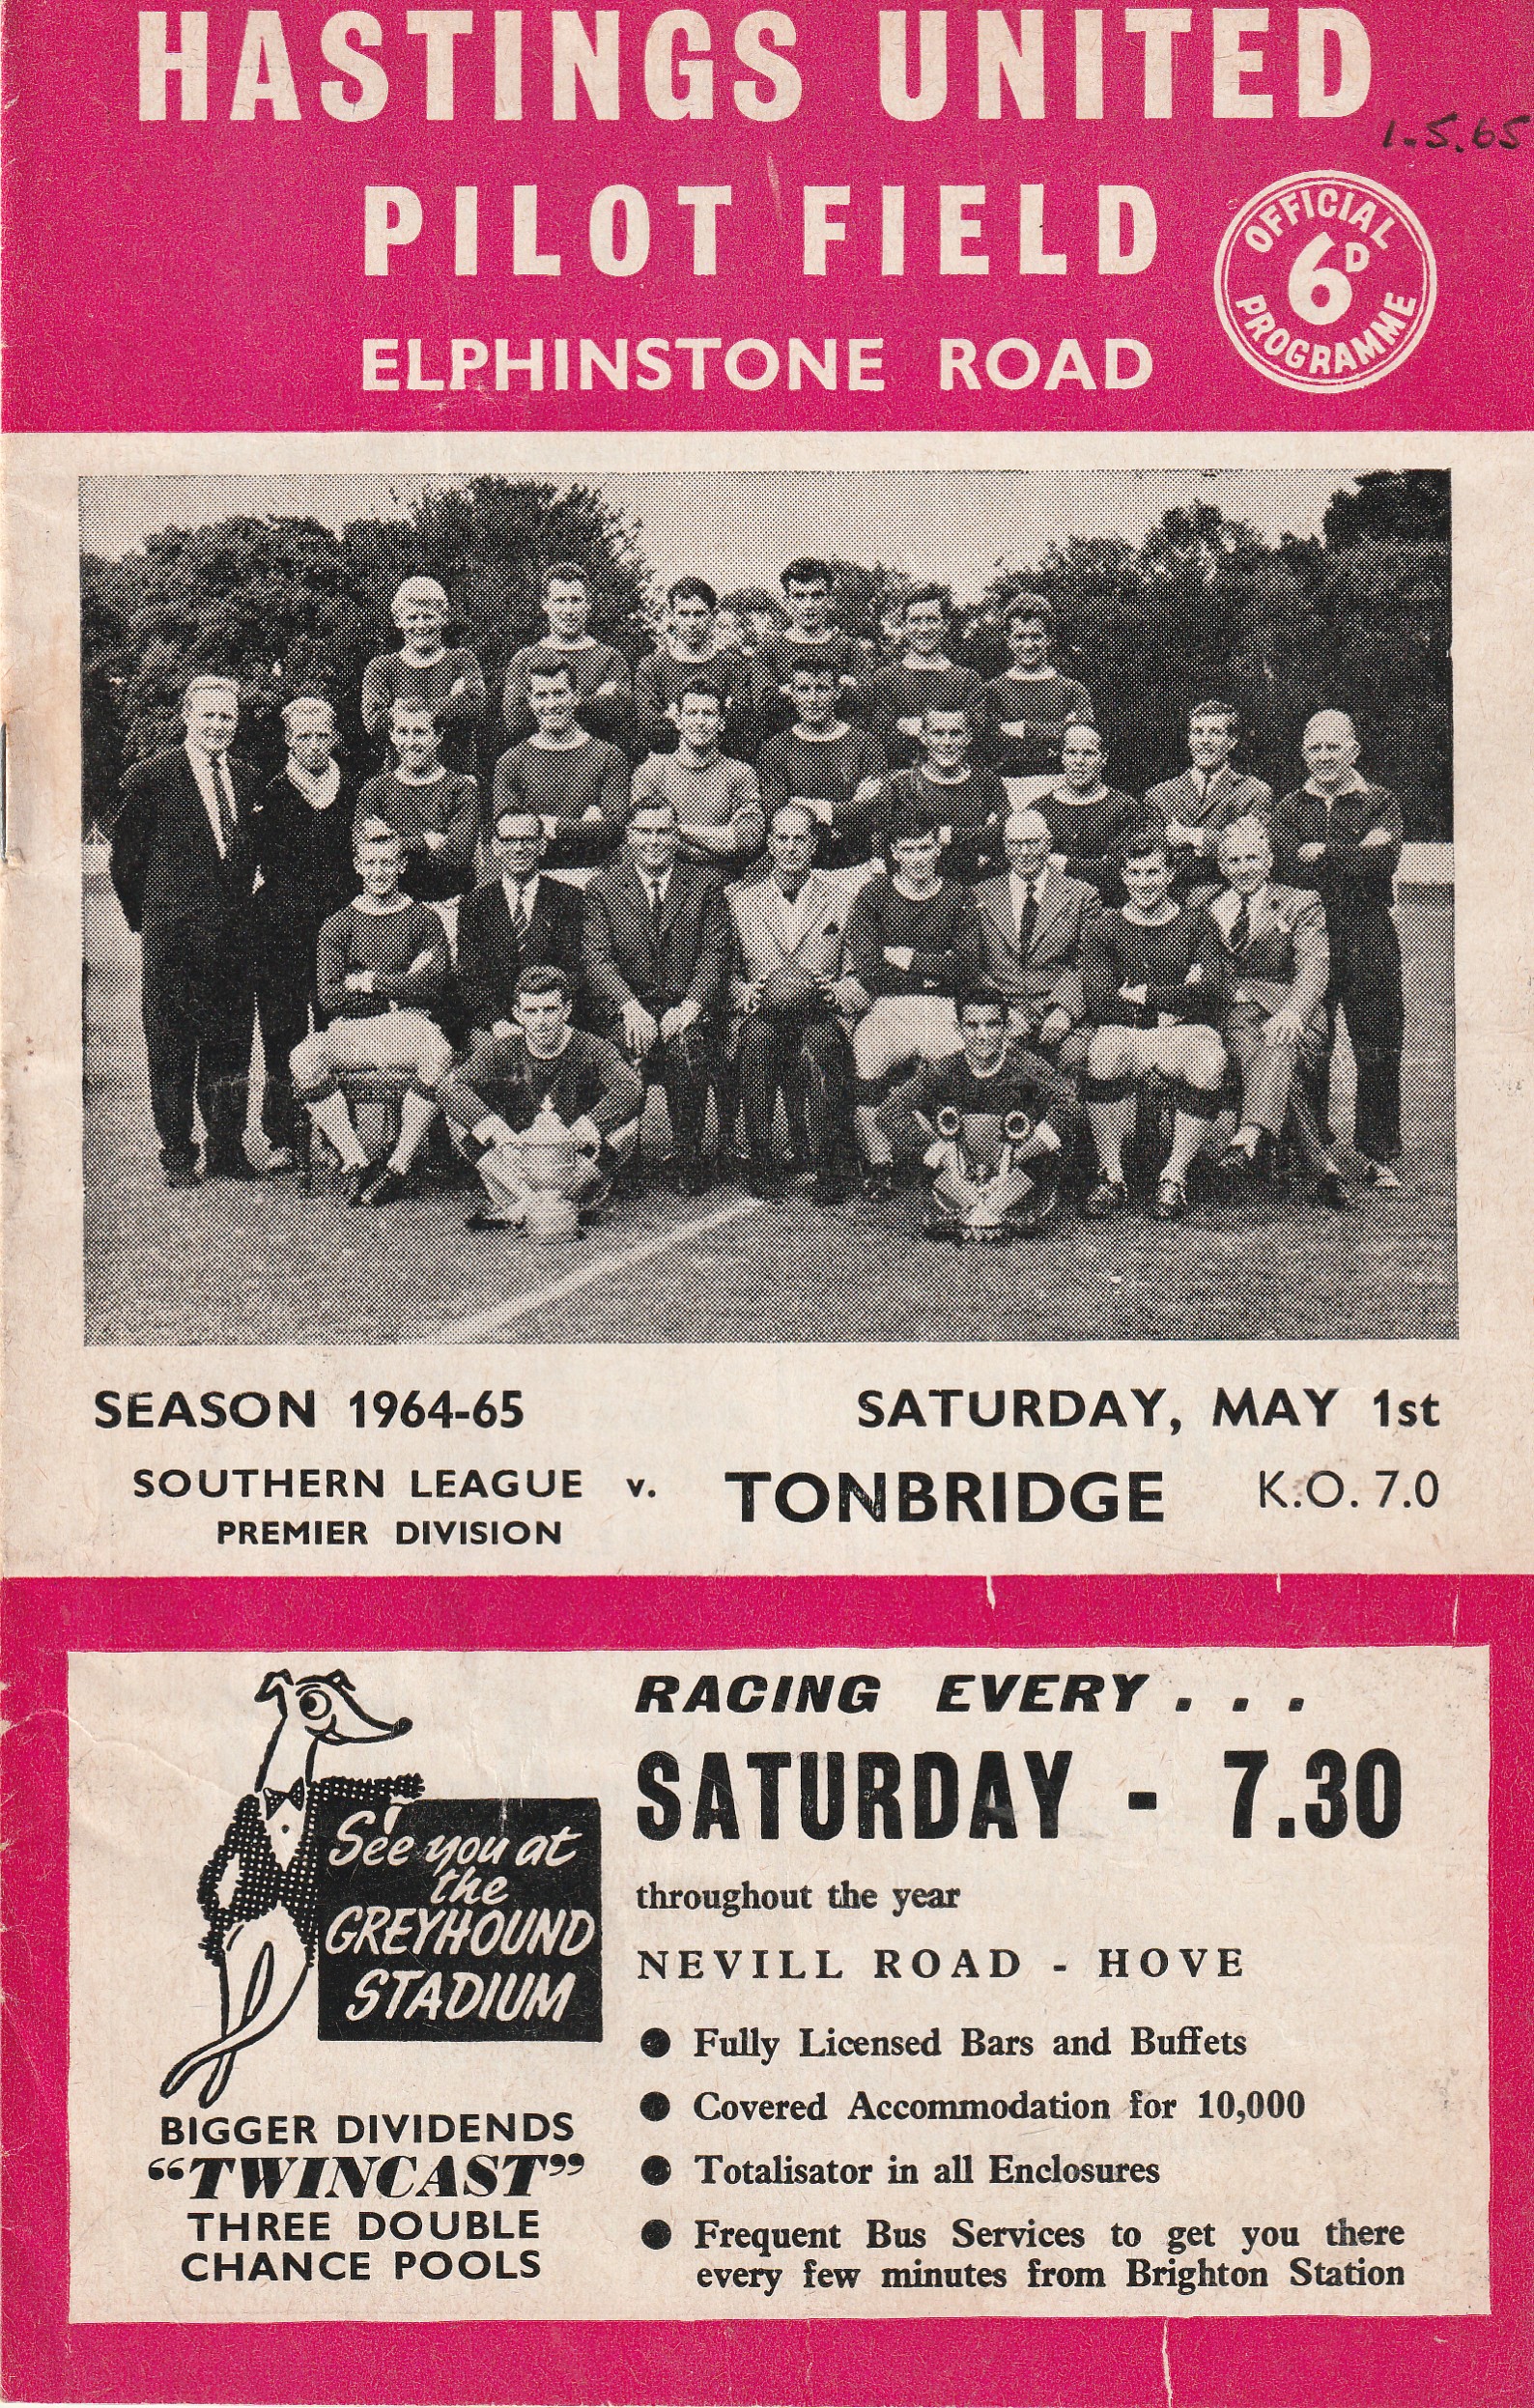 HASTINGS UNITED
1.5.65
PILOT FIELD
OFFICIAL
6D
PROGRAMME
ELPHINSTONE ROAD
SEASON 1964-65
SATURDAY, MAY 1st
SOUTHERN LEAGUE v. TONBRIDGE K.O. 7.0
PREMIER DIVISION
See you at
the
GREYHOUND
STADIUM
BIGGER DIVIDENDS
“TWINCAST”
THREE DOUBLE
CHANCE POOLS
RACING EVERY . . .
SATURDAY - 7.30
throughout the year
NEVILL ROAD - HOVE
● Fully Licensed Bars and Buffets
● Covered Accommodation for 10,000
● Totalisator in all Enclosures
● Frequent Bus Services to get you there
every few minutes from Brighton Station